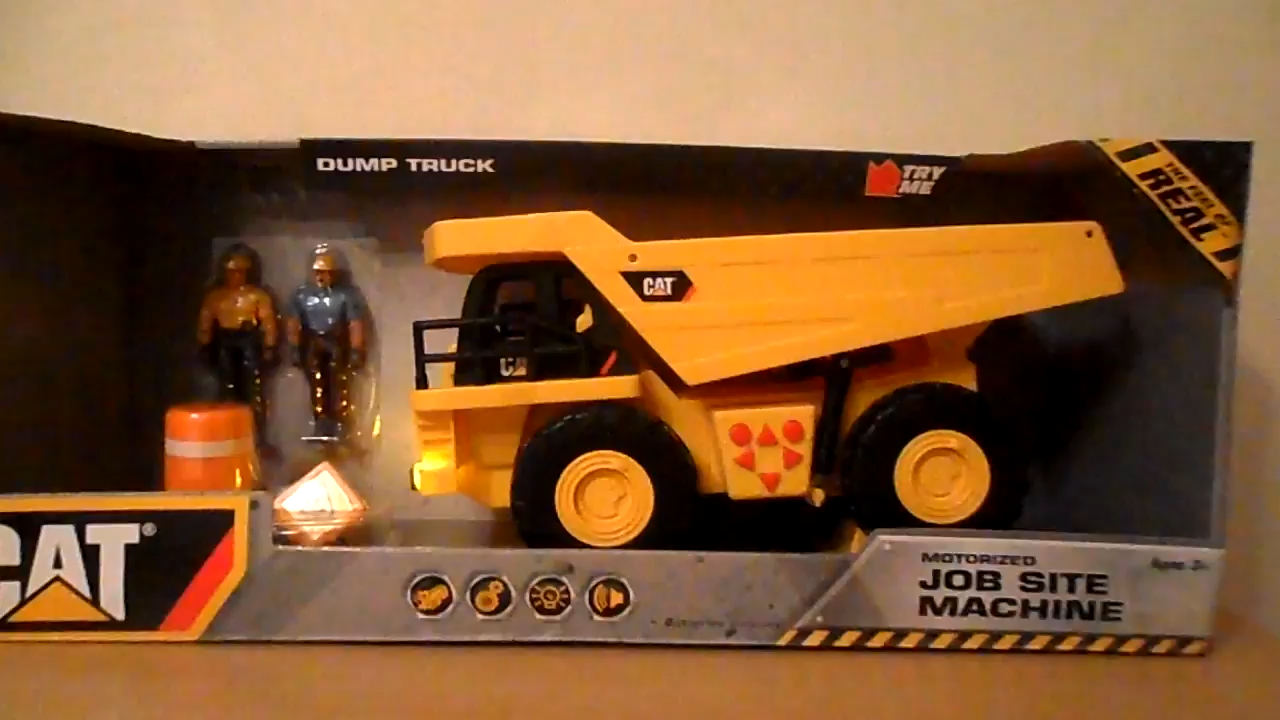 DUMP TRUCK
TRY
ME
THE FEEL OF
REAL
CAT
CAT
CAT®
MOTORIZED
JOB SITE
MACHINE